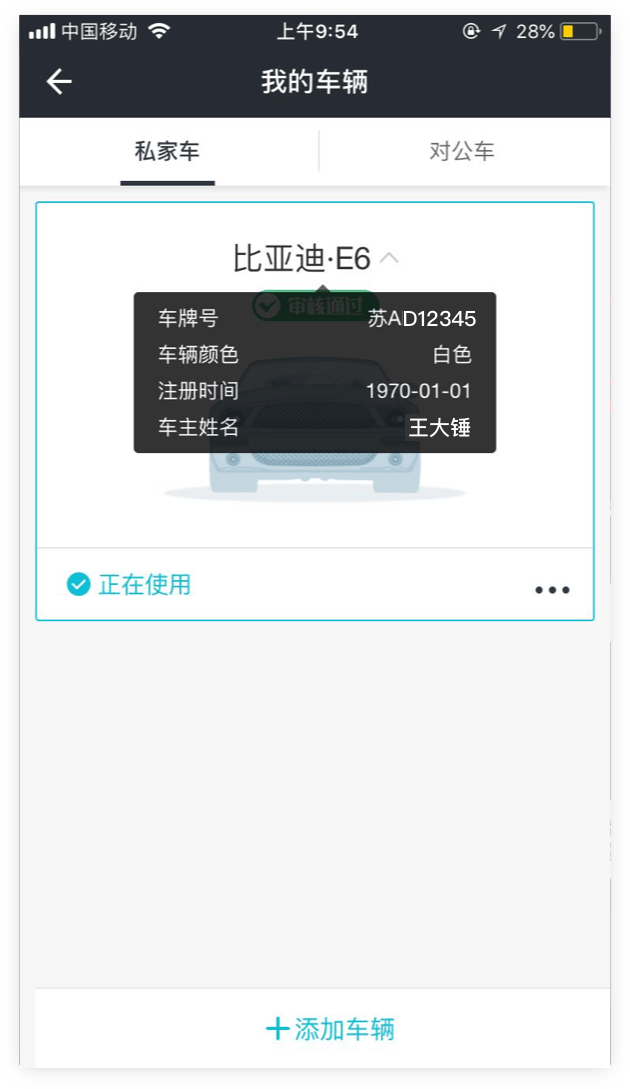 中国移动 上午9:54 28%
我的车辆
私家车 对公车
比亚迪·E6
审核通过
车牌号 苏AD12345
车辆颜色 白色
注册时间 1970-01-01
车主姓名 王大锤
正在使用
添加车辆